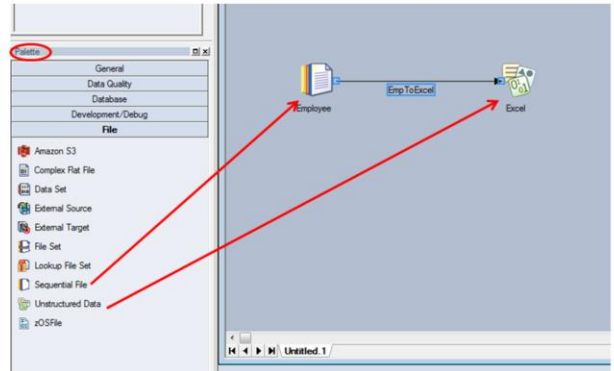 Palette
General
Data Quality
Database
Development/Debug
File
Amazon S3
Complex Flat File
Data Set
External Source
External Target
File Set
Lookup File Set
Sequential File
Unstructured Data
zOSFile
Employee
EmpToExcel
Excel
Untitled.1